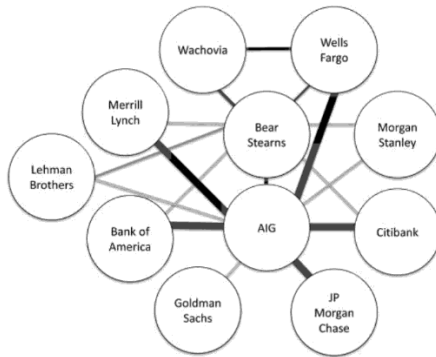 Wachovia
Wells
Fargo
Merrill
Lynch
Bear
Stearns
Morgan
Stanley
Lehman
Brothers
Bank of
America
AIG
Citibank
Goldman
Sachs
JP
Morgan
Chase